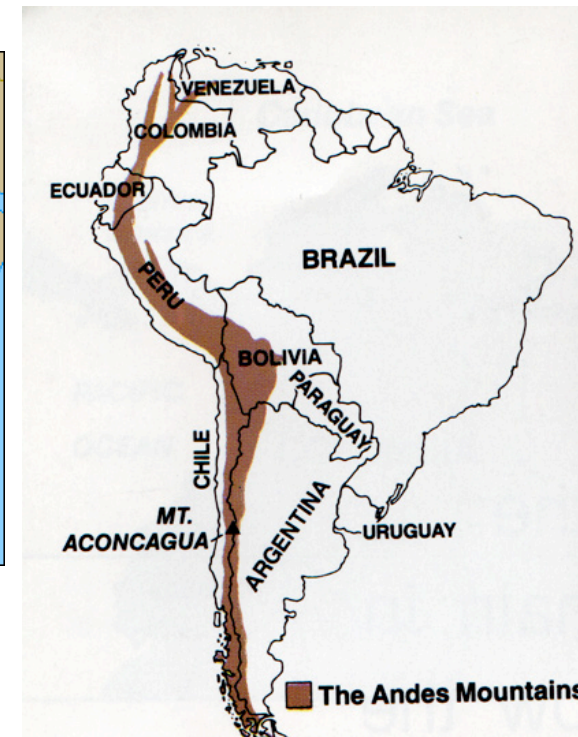 VENEZUELA
COLOMBIA
ECUADOR
BRAZIL
PERU
BOLIVIA
PARAGUAY
CHILE
MT.
ACONCAGUA
ARGENTINA
URUGUAY
The Andes Mountains